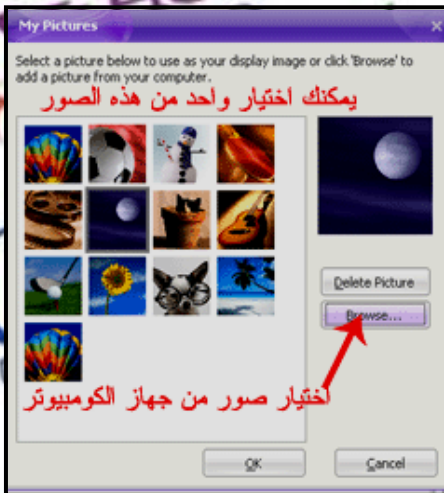 My Pictures
Select a picture below to use as your display image or click 'Browse' to
add a picture from your computer.
يمكنك اختيار واحد من هذه الصور
Delete Picture
Browse...
اختيار صور من جهاز الكومبيوتر
OK
Cancel